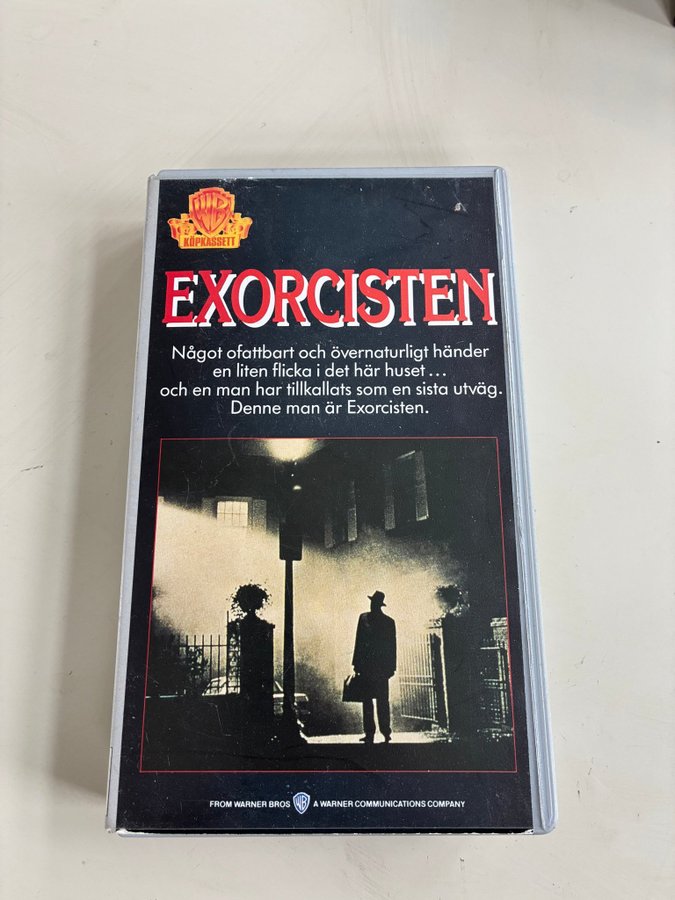 WB
KÖPKASSETT
EXORCISTEN
Något ofattbart och övernaturligt händer
en liten flicka i det här huset...
och en man har tillkallats som en sista utväg.
Denne man är Exorcisten.
FROM WARNER BROS WB A WARNER COMMUNICATIONS COMPANY